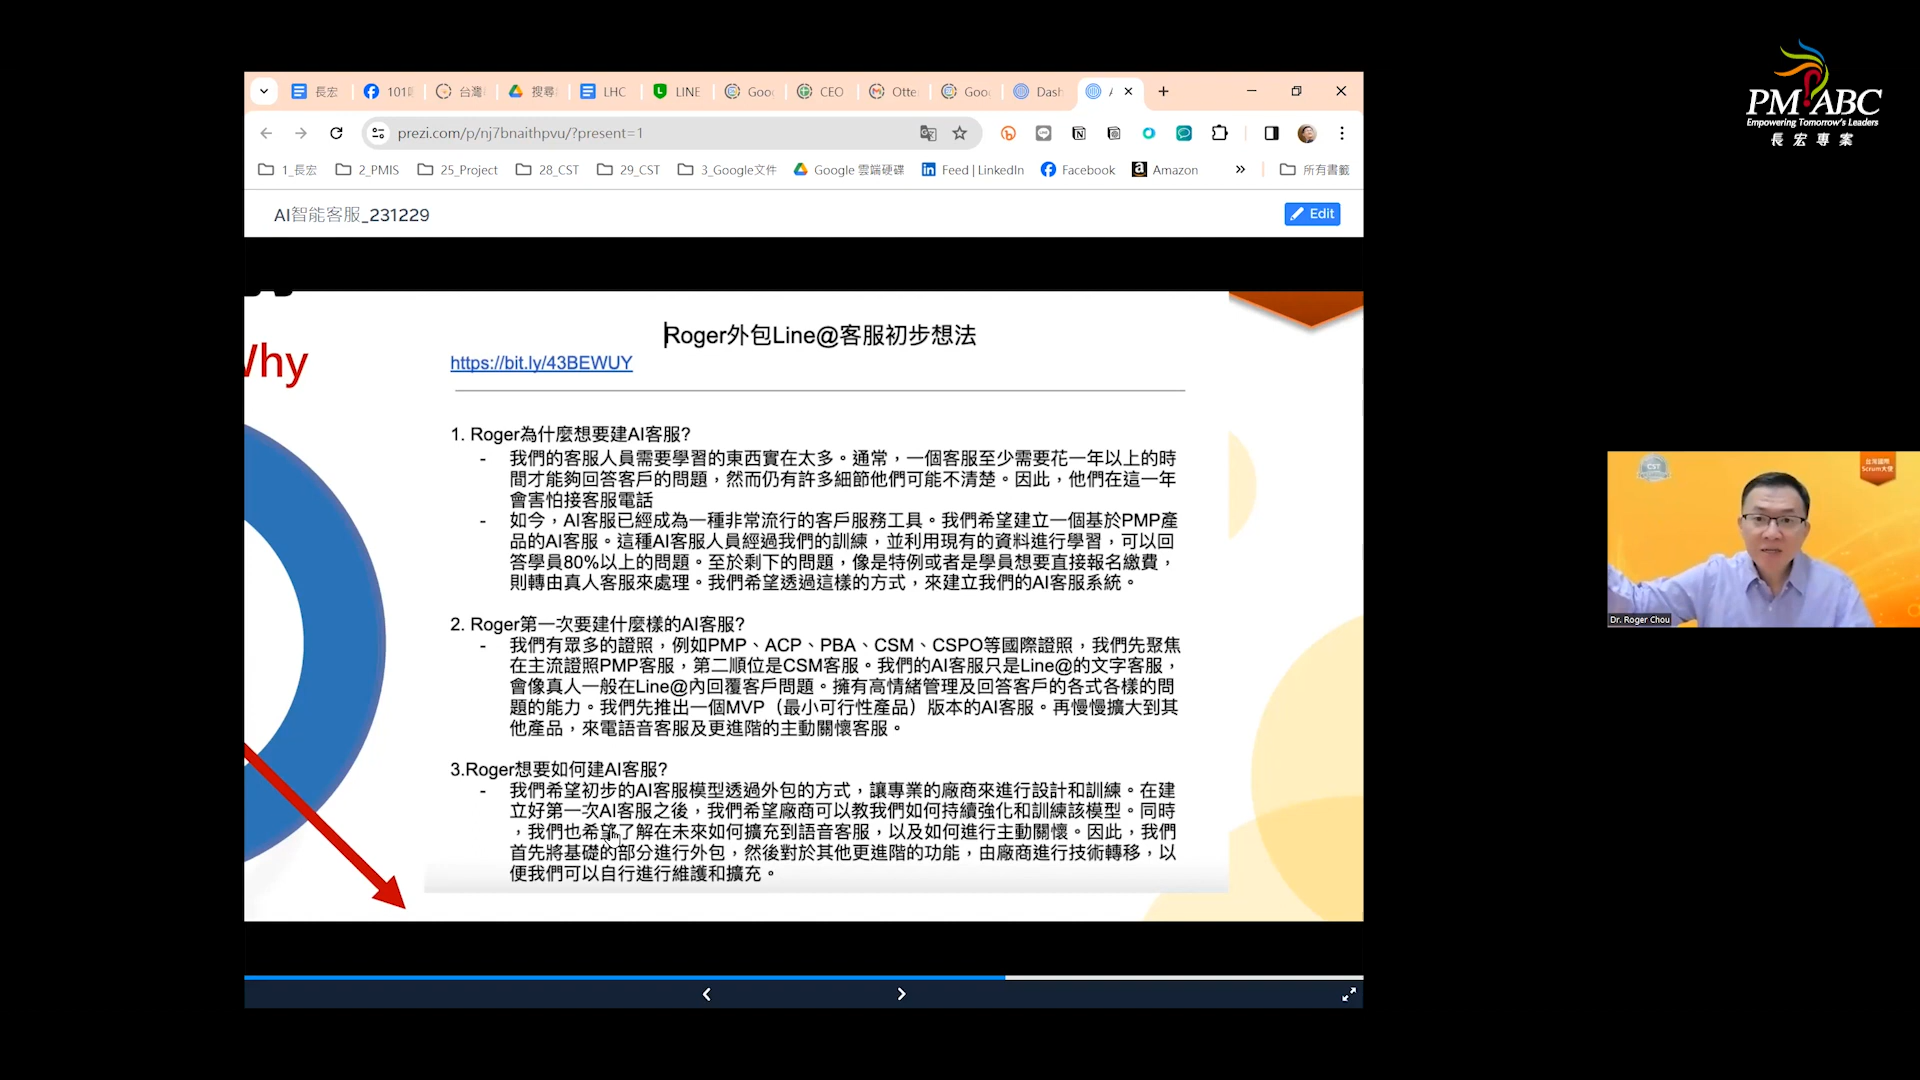 長宏
101
台灣
搜尋
LHC
LINE
Goo
CEO
Otte
Goo
Dash
prezi.com/p/nj7bnaithpvu/?present=1
1_長宏
2_PMIS
25_Project
28_CST
29_CST
3_Google文件
Google 雲端硬碟
Feed | LinkedIn
Facebook
Amazon
所有書籤
AI智能客服_231229
Edit
PMABC
Empowering Tomorrow's Leaders
長宏專案
Why
Roger外包Line@客服初步想法
https://bit.ly/43BEWUY
1. Roger為什麼想要建AI客服?
- 我們的客服人員需要學習的東西實在太多。通常，一個客服至少需要花一年以上的時
間才能夠回答客戶的問題，然而仍有許多細節他們可能不清楚。因此，他們在這一年
會害怕接客服電話
- 如今，AI客服已經成為一種非常流行的客戶服務工具。我們希望建立一個基於PMP產
品的AI客服。這種AI客服人員經過我們的訓練，並利用現有的資料進行學習，可以回
答學員80%以上的問題。至於剩下的問題，像是特例或者是學員想要直接報名繳費，
則轉由真人客服來處理。我們希望透過這樣的方式，來建立我們的AI客服系統。
2. Roger第一次要建什麼樣的AI客服?
- 我們有眾多的證照，例如PMP、ACP、PBA、CSM、CSPO等國際證照，我們先聚焦
在主流證照PMP客服，第二順位是CSM客服。我們的AI客服只是Line@的文字客服，
會像真人一般在Line@內回覆客戶問題。擁有高情緒管理及回答客戶的各式各樣的問
題的能力。我們先推出一個MVP（最小可行性產品）版本的AI客服。再慢慢擴大到其
他產品，來電語音客服及更進階的主動關懷客服。
3.Roger想要如何建AI客服?
- 我們希望初步的AI客服模型透過外包的方式，讓專業的廠商來進行設計和訓練。在建
立好第一次AI客服之後，我們希望廠商可以教我們如何持續強化和訓練該模型。同時
，我們也希望了解在未來如何擴充到語音客服，以及如何進行主動關懷。因此，我們
首先將基礎的部分進行外包，然後對於其他更進階的功能，由廠商進行技術轉移，以
便我們可以自行進行維護和擴充。
CST
台灣國際
Scrum大使
Dr. Roger Chou